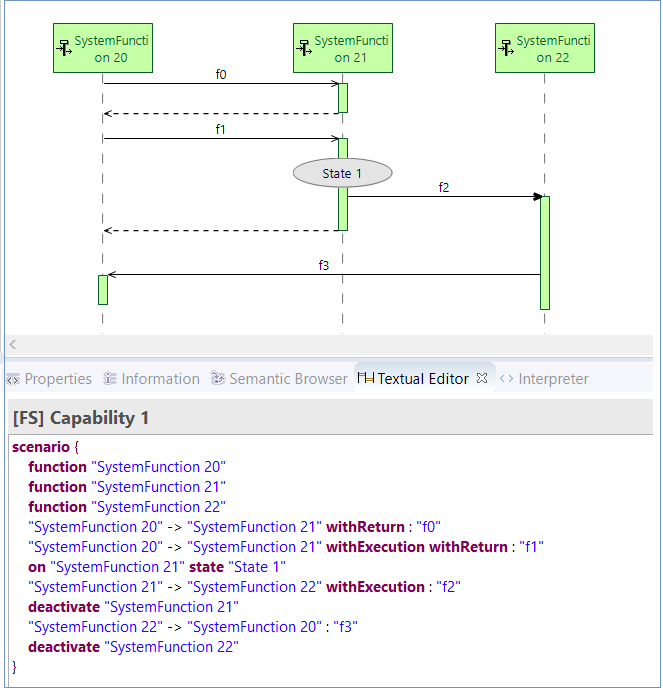 SystemFuncti
on 20
SystemFuncti
on 21
SystemFuncti
on 22
f0
f1
State 1
f2
f3
Properties Information Semantic Browser Textual Editor Interpreter
[FS] Capability 1
scenario {
function "SystemFunction 20"
function "SystemFunction 21"
function "SystemFunction 22"
"SystemFunction 20" -> "SystemFunction 21" withReturn : "f0"
"SystemFunction 20" -> "SystemFunction 21" withExecution withReturn : "f1"
on "SystemFunction 21" state "State 1"
"SystemFunction 21" -> "SystemFunction 22" withExecution : "f2"
deactivate "SystemFunction 21"
"SystemFunction 22" -> "SystemFunction 20" : "f3"
deactivate "SystemFunction 22"
}